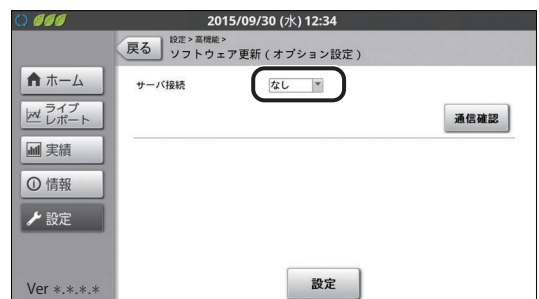 2015/09/30 (水) 12:34
戻る
設定 > 高機能 >
ソフトウェア更新 ( オプション設定 )
ホーム
ライブ
レポート
実績
情報
設定
Ver *.*.*.*
サーバ接続
なし
通信確認
設定